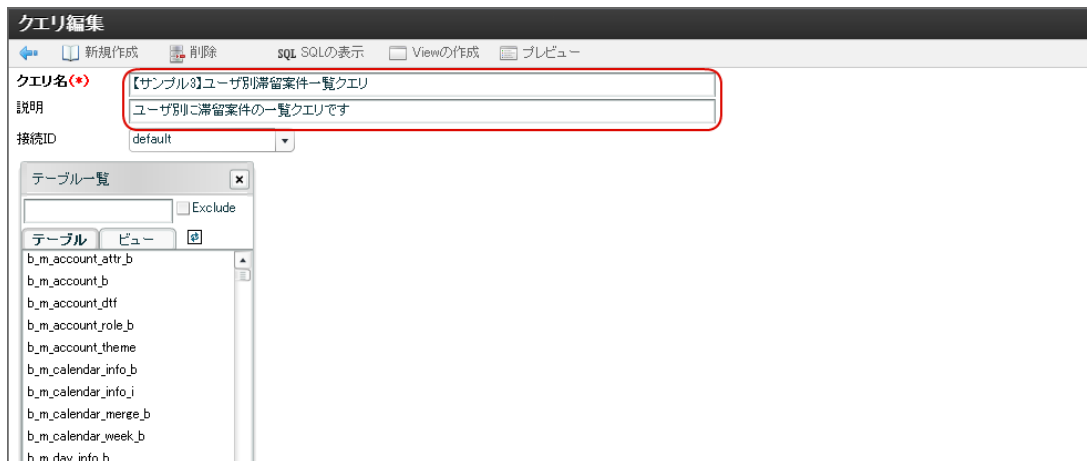 クエリ編集
新規作成 削除 SQL SQLの表示 Viewの作成 プレビュー
クエリ名(*) 【サンプル3】ユーザ別滞留案件一覧クエリ
説明 ユーザ別に滞留案件の一覧クエリです
接続ID default
テーブル一覧
Exclude
テーブル ビュー
b_m_account_attr_b
b_m_account_b
b_m_account_dtf
b_m_account_role_b
b_m_account_theme
b_m_calendar_info_b
b_m_calendar_info_i
b_m_calendar_merge_b
b_m_calendar_week_b
b_m_day_info_b